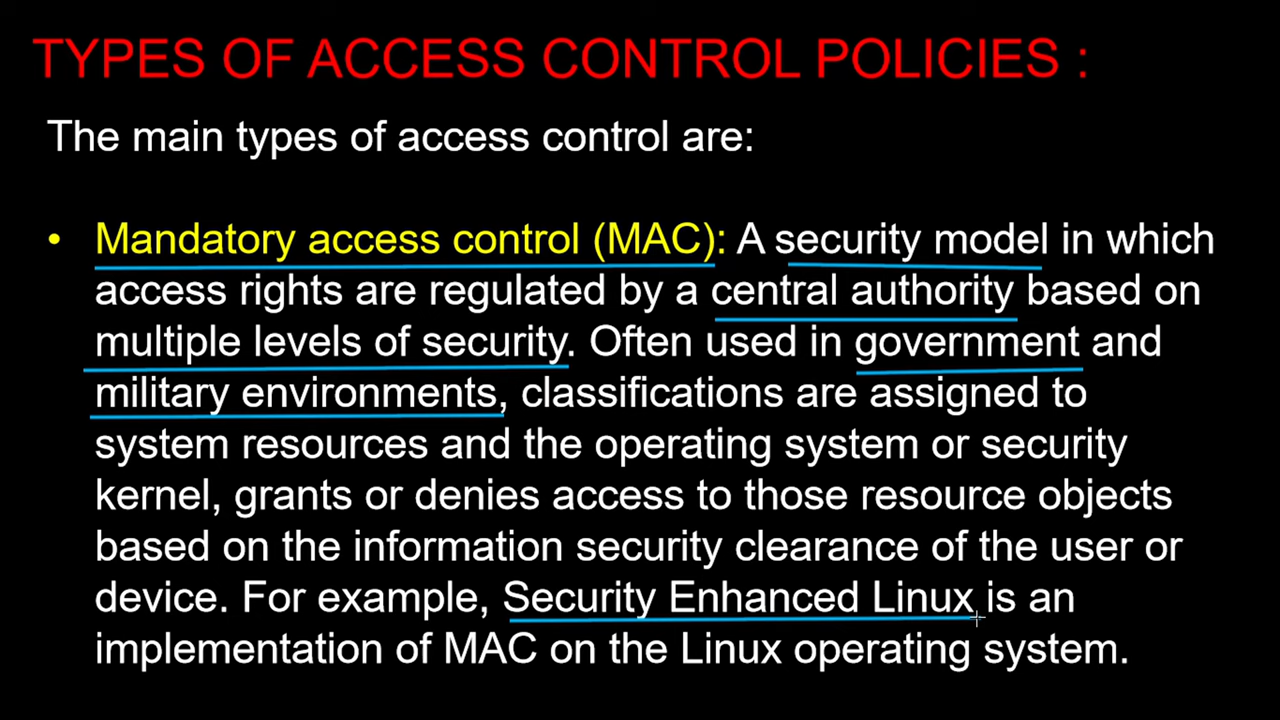 TYPES OF ACCESS CONTROL POLICIES :
The main types of access control are:
• Mandatory access control (MAC): A security model in which
access rights are regulated by a central authority based on
multiple levels of security. Often used in government and
military environments, classifications are assigned to
system resources and the operating system or security
kernel, grants or denies access to those resource objects
based on the information security clearance of the user or
device. For example, Security Enhanced Linux is an
implementation of MAC on the Linux operating system.